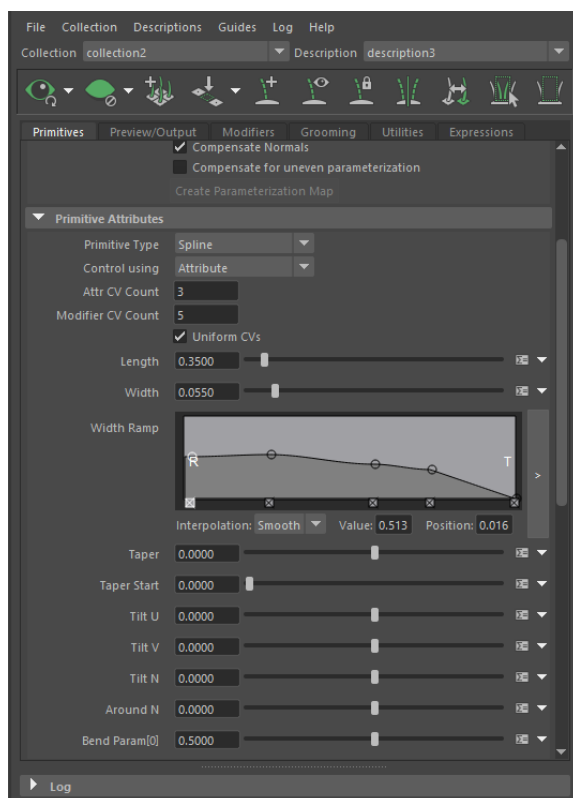 File Collection Descriptions Guides Log Help
Collection collection2 Description description3
Primitives Preview/Output Modifiers Grooming Utilities Expressions
Compensate Normals
Compensate for uneven parameterization
Create Parameterization Map
Primitive Attributes
Primitive Type Spline
Control using Attribute
Attr CV Count 3
Modifier CV Count 5
Uniform CVs
Length 0.3500
Width 0.0550
Width Ramp
R T
>
Interpolation: Smooth Value: 0.513 Position: 0.016
Taper 0.0000
Taper Start 0.0000
Tilt U 0.0000
Tilt V 0.0000
Tilt N 0.0000
Around N 0.0000
Bend Param[0] 0.5000
Log